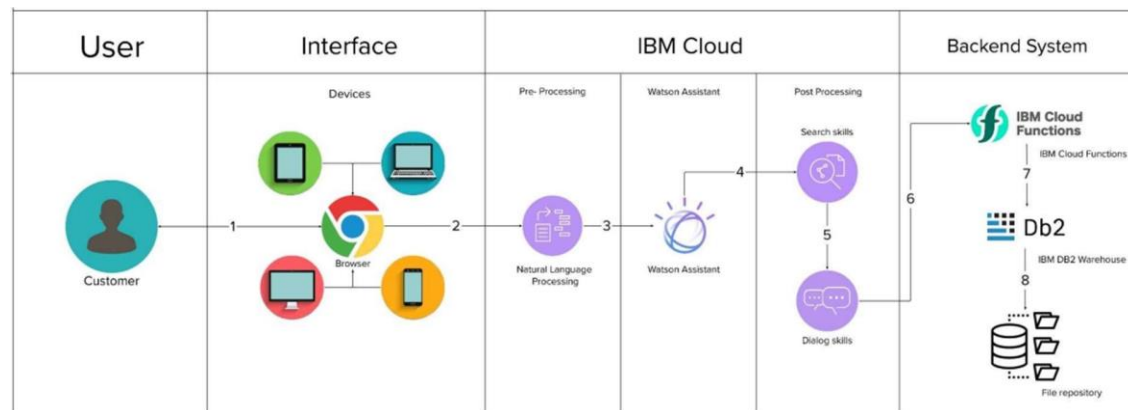 User
Interface
IBM Cloud
Backend System
Devices
Pre- Processing
Watson Assistant
Post Processing
Search skills
IBM Cloud
Functions
IBM Cloud Functions
4
6
7
Customer
1
Browser
2
Natural Language
Processing
3
Watson Assistant
5
Db2
IBM DB2 Warehouse
8
Dialog skills
File repository